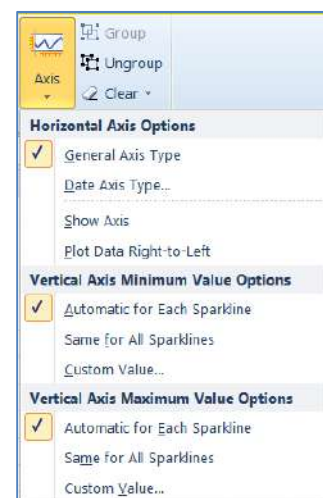 Group
Ungroup
Axis
Clear
Horizontal Axis Options
General Axis Type
Date Axis Type...
Show Axis
Plot Data Right-to-Left
Vertical Axis Minimum Value Options
Automatic for Each Sparkline
Same for All Sparklines
Custom Value...
Vertical Axis Maximum Value Options
Automatic for Each Sparkline
Same for All Sparklines
Custom Value...